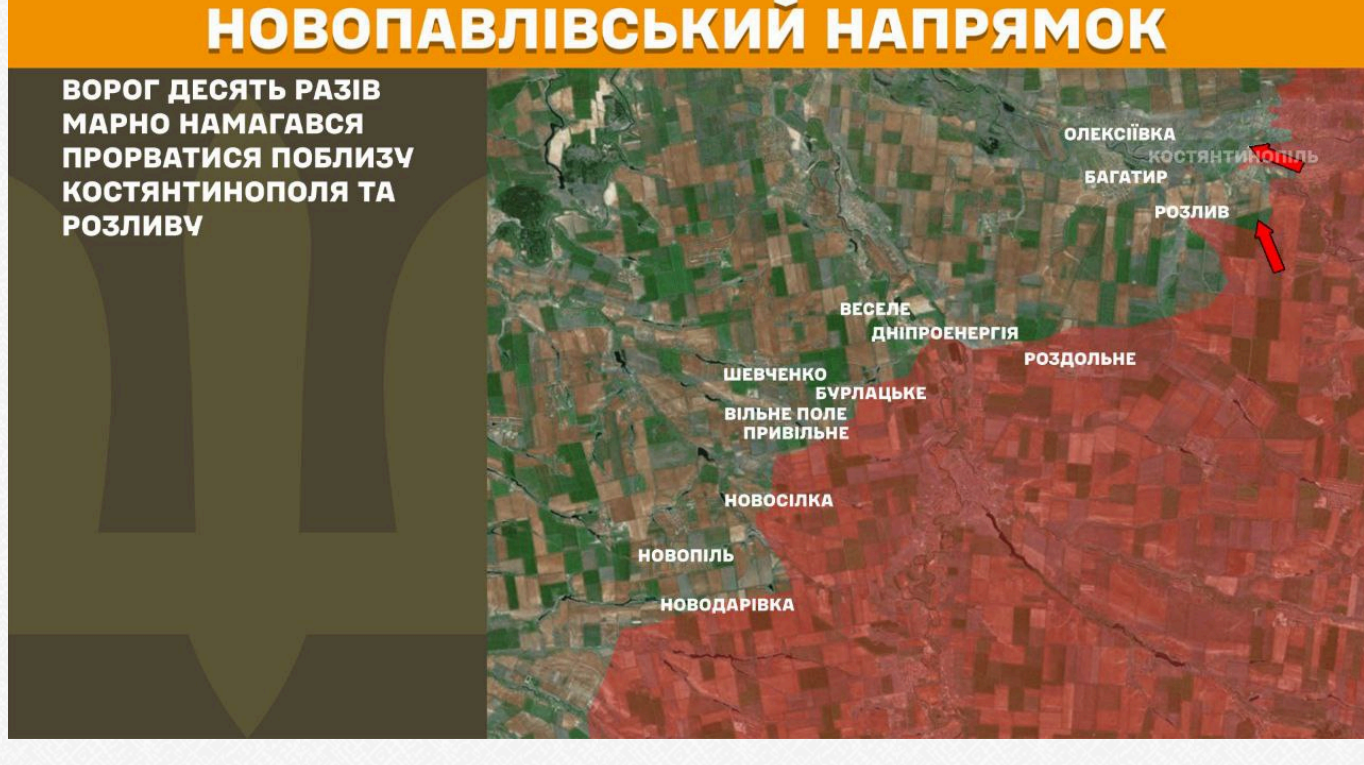 НОВОПАВЛІВСЬКИЙ НАПРЯМОК
ВОРОГ ДЕСЯТЬ РАЗІВ
МАРНО НАМАГАВСЯ
ПРОРВАТИСЯ ПОБЛИЗУ
КОСТЯНТИНОПОЛЯ ТА
РОЗЛИВУ
ОЛЕКСІЇВКА
КОСТЯНТИНОПІЛЬ
БАГАТИР
РОЗЛИВ
ВЕСЕЛЕ
ДНІПРОЕНЕРГІЯ
РОЗДОЛЬНЕ
ШЕВЧЕНКО
БУРЛАЦЬКЕ
ВІЛЬНЕ ПОЛЕ
ПРИВІЛЬНЕ
НОВОСІЛКА
НОВОПІЛЬ
НОВОДАРІВКА